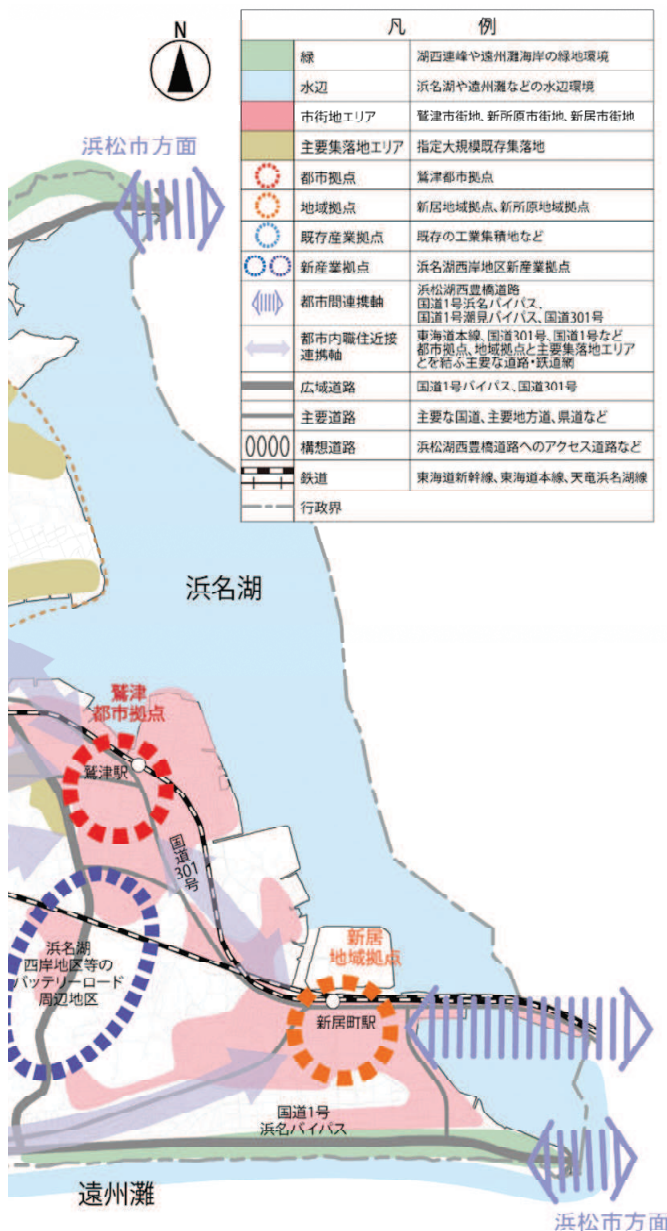 N
凡 例
緑 湖西連峰や遠州灘海岸の緑地環境
水辺 浜名湖や遠州灘などの水辺環境
市街地エリア 鷲津市街地、新所原市街地、新居市街地
主要集落地エリア 指定大規模既存集落地
都市拠点 鷲津都市拠点
地域拠点 新居地域拠点、新所原地域拠点
既存産業拠点 既存の工業集積地など
新産業拠点 浜名湖西岸地区新産業拠点
都市間連携軸
浜松湖西豊橋道路
国道1号浜名バイパス、
国道1号潮見バイパス、国道301号
都市内職住近接
連携軸
東海道本線、国道301号、国道1号など
都市拠点、地域拠点と主要集落地エリア
とを結ぶ主要な道路・鉄道網
広域道路 国道1号バイパス、国道301号
主要道路 主要な国道、主要地方道、県道など
構想道路 浜松湖西豊橋道路へのアクセス道路など
鉄道 東海道新幹線、東海道本線、天竜浜名湖線
行政界
浜松市方面
浜名湖
鷲津
都市拠点
鷲津駅
国道
301
号
浜名湖
西岸地区等の
バッテリーロード
周辺地区
新居
地域拠点
新居町駅
国道1号
浜名バイパス
遠州灘
浜松市方面